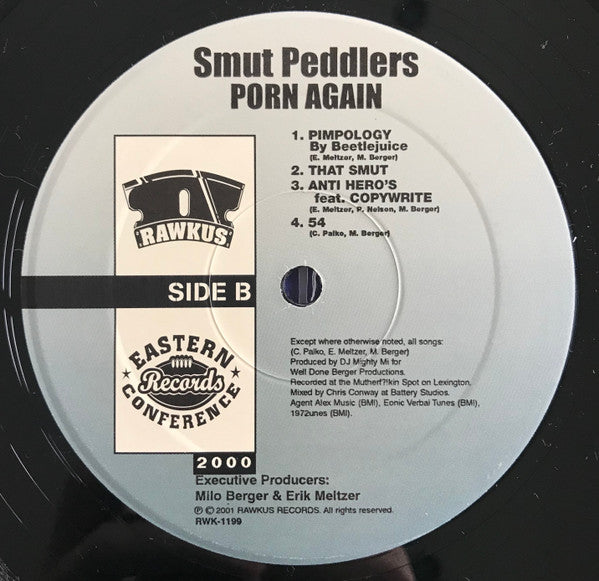 Smut Peddlers
PORN AGAIN
1. PIMPOLOGY
By Beetlejuice
(E. Meltzer, M. Berger)
2. THAT SMUT
3. ANTI HERO'S
feat. COPYWRITE
(E. Meltzer, P. Nelson, M. Berger)
4. 54
(C. Palko, M. Berger)
RAWKUS
SIDE B
EASTERN
Records
CONFERENCE
2000
Except where otherwise noted, all songs:
(C. Palko, E. Meltzer, M. Berger)
Produced by DJ Mighty Mi for
Well Done Berger Productions.
Recorded at the Mutherf?!kin Spot on Lexington.
Mixed by Chris Conway at Battery Studios.
Agent Alex Music (BMI), Eonic Verbal Tunes (BMI),
1972unes (BMI).
Executive Producers:
Milo Berger & Erik Meltzer
℗ © 2001 RAWKUS RECORDS. All rights reserved.
RWK-1199